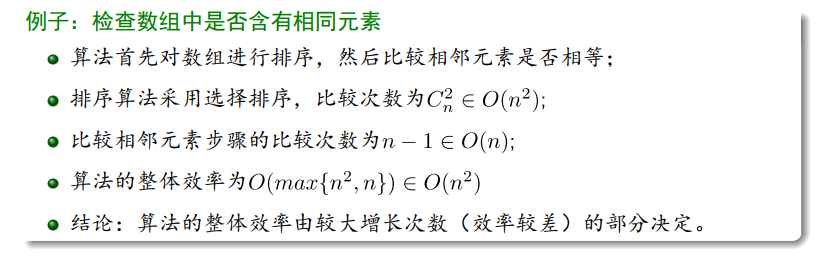 例子：检查数组中是否含有相同元素
算法首先对数组进行排序，然后比较相邻元素是否相等；
排序算法采用选择排序，比较次数为$C_n^2 \in O(n^2)$;
比较相邻元素步骤的比较次数为$n-1 \in O(n)$;
算法的整体效率为$O(max\{n^2, n\}) \in O(n^2)$
结论：算法的整体效率由较大增长次数（效率较差）的部分决定。